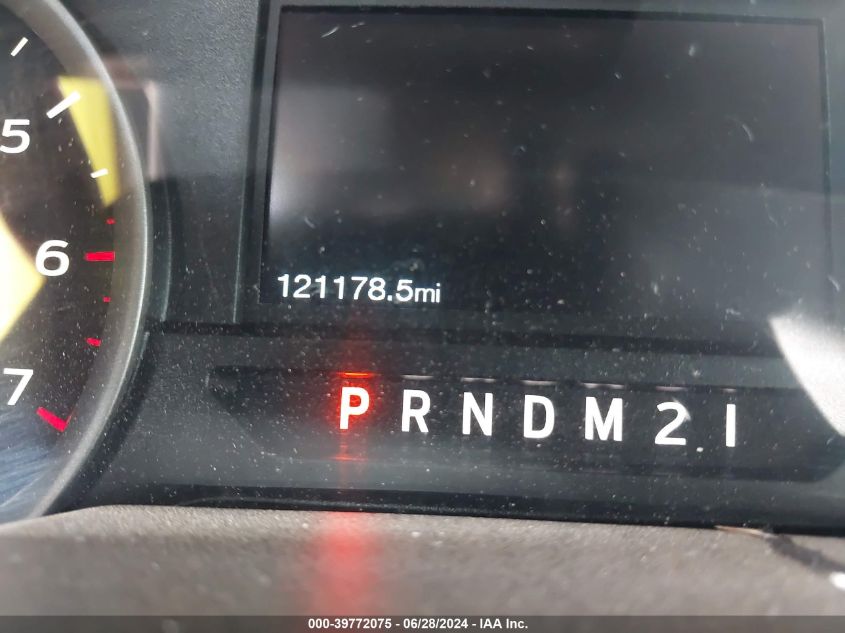 5
6
7
121178.5mi
P R N D M 2 1
000-39772075 - 06/28/2024 - IAA Inc.